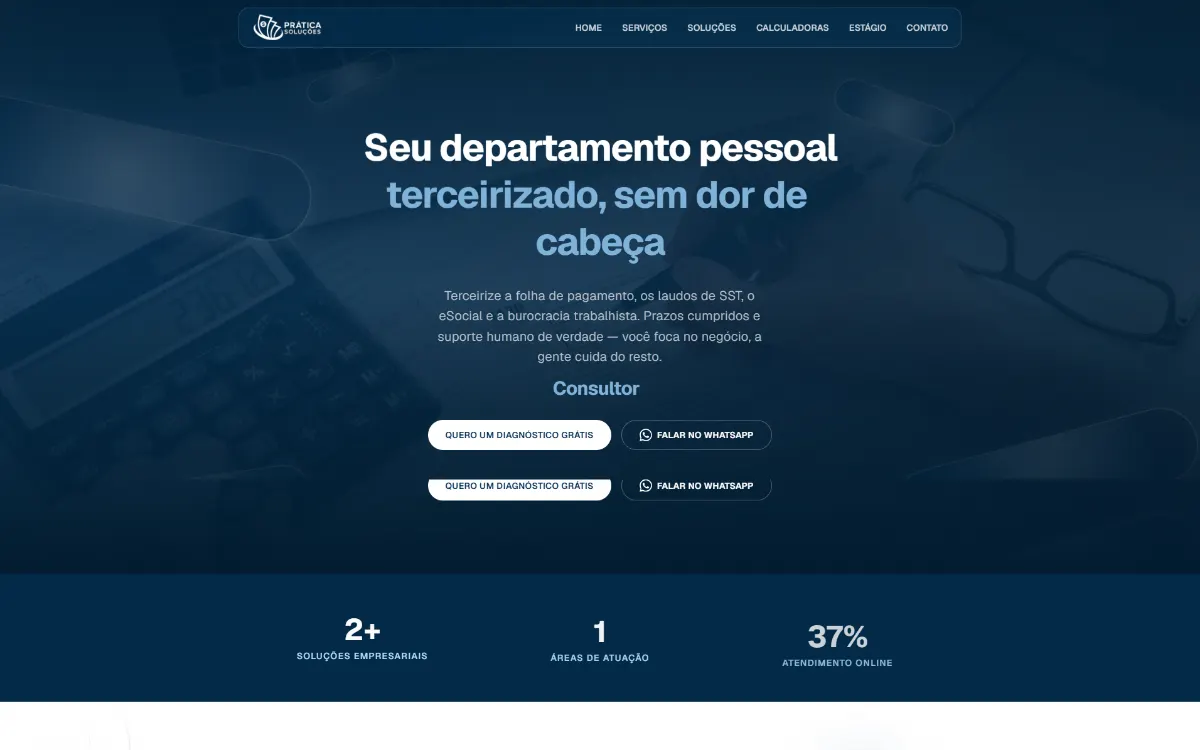 PRÁTICA
SOLUÇÕES
HOME SERVIÇOS SOLUÇÕES CALCULADORAS ESTÁGIO CONTATO
Seu departamento pessoal
terceirizado, sem dor de
cabeça
Terceirize a folha de pagamento, os laudos de SST, o
eSocial e a burocracia trabalhista. Prazos cumpridos e
suporte humano de verdade — você foca no negócio, a
gente cuida do resto.
Consultor
QUERO UM DIAGNÓSTICO GRÁTIS FALAR NO WHATSAPP
QUERO UM DIAGNÓSTICO GRÁTIS FALAR NO WHATSAPP
2+ 1 37%
SOLUÇÕES EMPRESARIAIS ÁREAS DE ATUAÇÃO ATENDIMENTO ONLINE